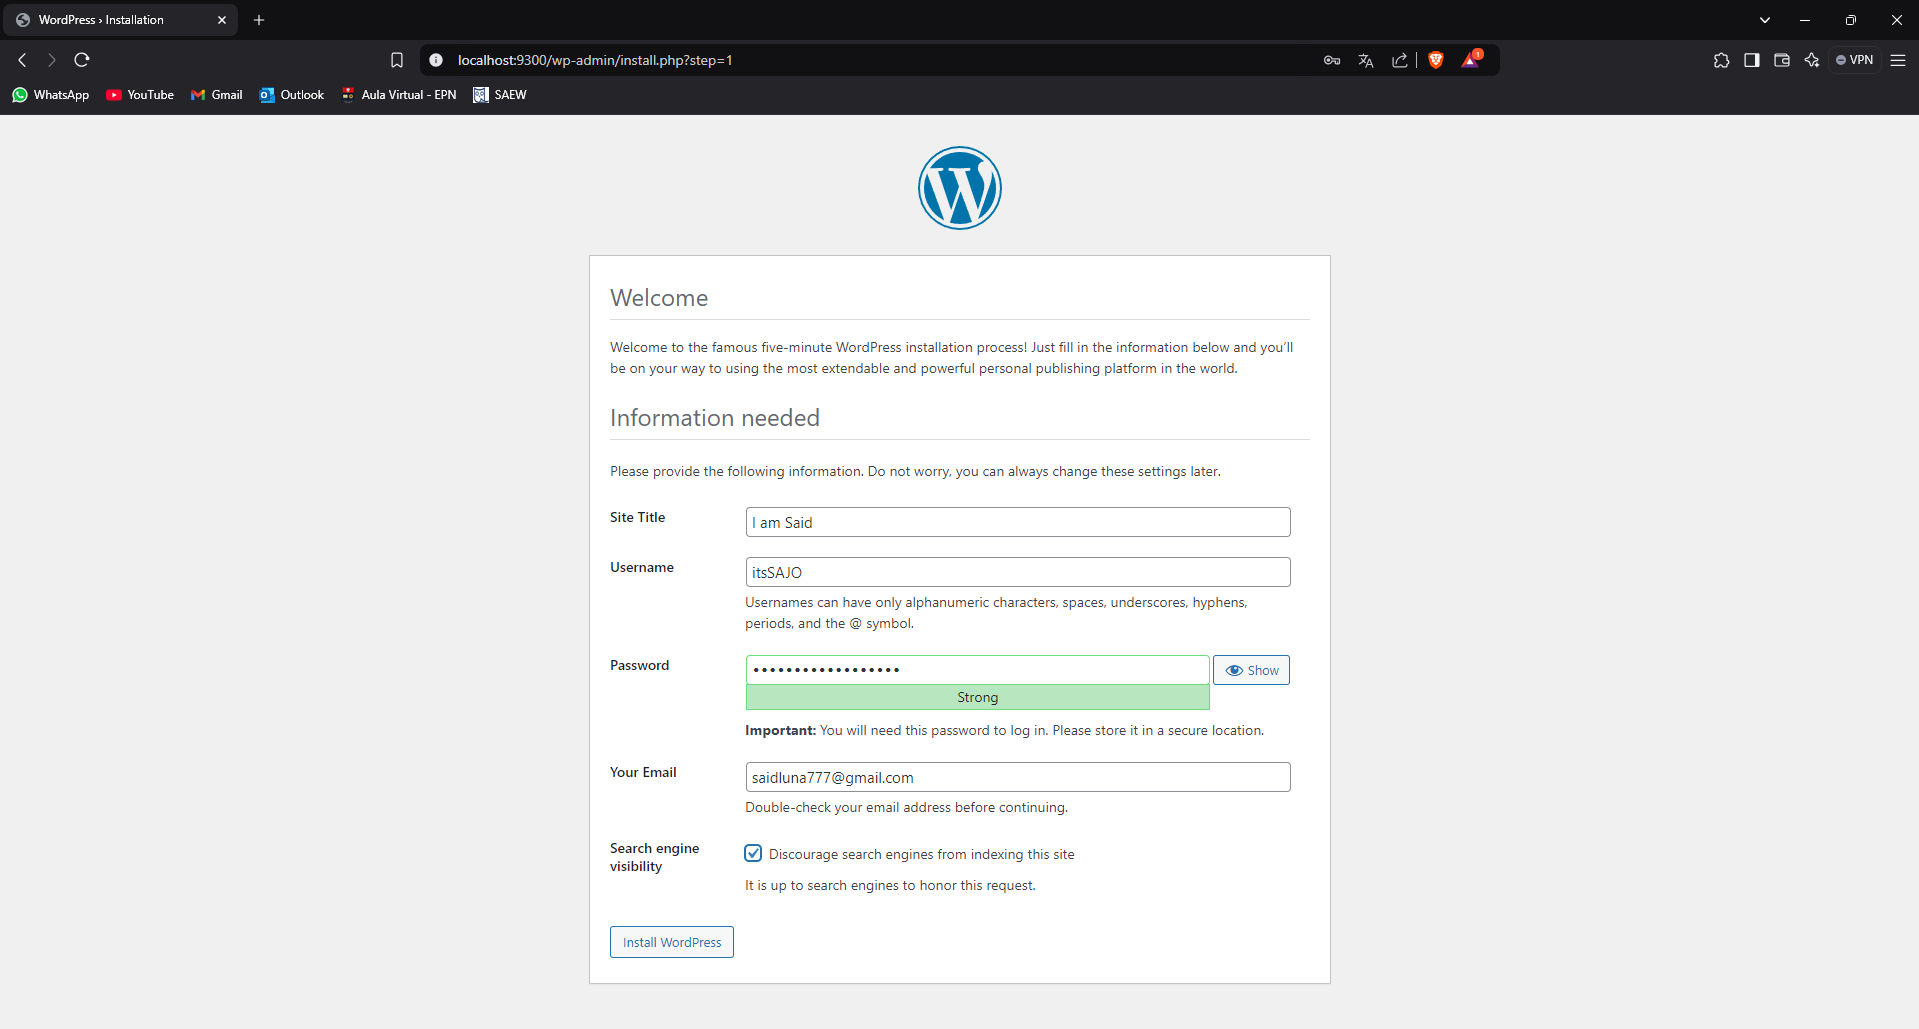 WordPress › Installation
localhost:9300/wp-admin/install.php?step=1
1
VPN
WhatsApp
YouTube
Gmail
Outlook
Aula Virtual - EPN
SAEW
Welcome
Welcome to the famous five-minute WordPress installation process! Just fill in the information below and you’ll
be on your way to using the most extendable and powerful personal publishing platform in the world.
Information needed
Please provide the following information. Do not worry, you can always change these settings later.
Site Title
I am Said
Username
itsSAJO
Usernames can have only alphanumeric characters, spaces, underscores, hyphens,
periods, and the @ symbol.
Password
••••••••••••••••••
Show
Strong
Important: You will need this password to log in. Please store it in a secure location.
Your Email
saidluna777@gmail.com
Double-check your email address before continuing.
Search engine
visibility
Discourage search engines from indexing this site
It is up to search engines to honor this request.
Install WordPress